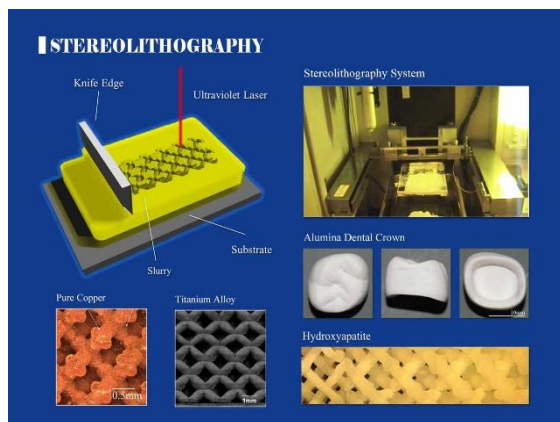 STEREOLITHOGRAPHY
Knife Edge
Ultraviolet Laser
Substrate
Slurry
Pure Copper
0.5mm
Titanium Alloy
1mm
Stereolithography System
Alumina Dental Crown
10mm
Hydroxyapatite